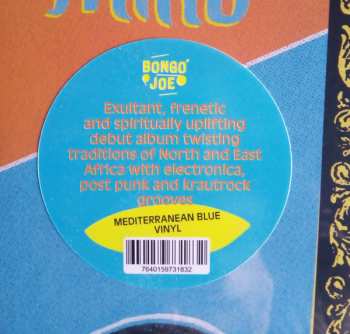 BONGO
JOE
Exultant, frenetic
and spiritually uplifting
debut album twisting
traditions of North and East
Africa with electronica,
post punk and krautrock
grooves
MEDITERRANEAN BLUE
VINYL
7640159731832